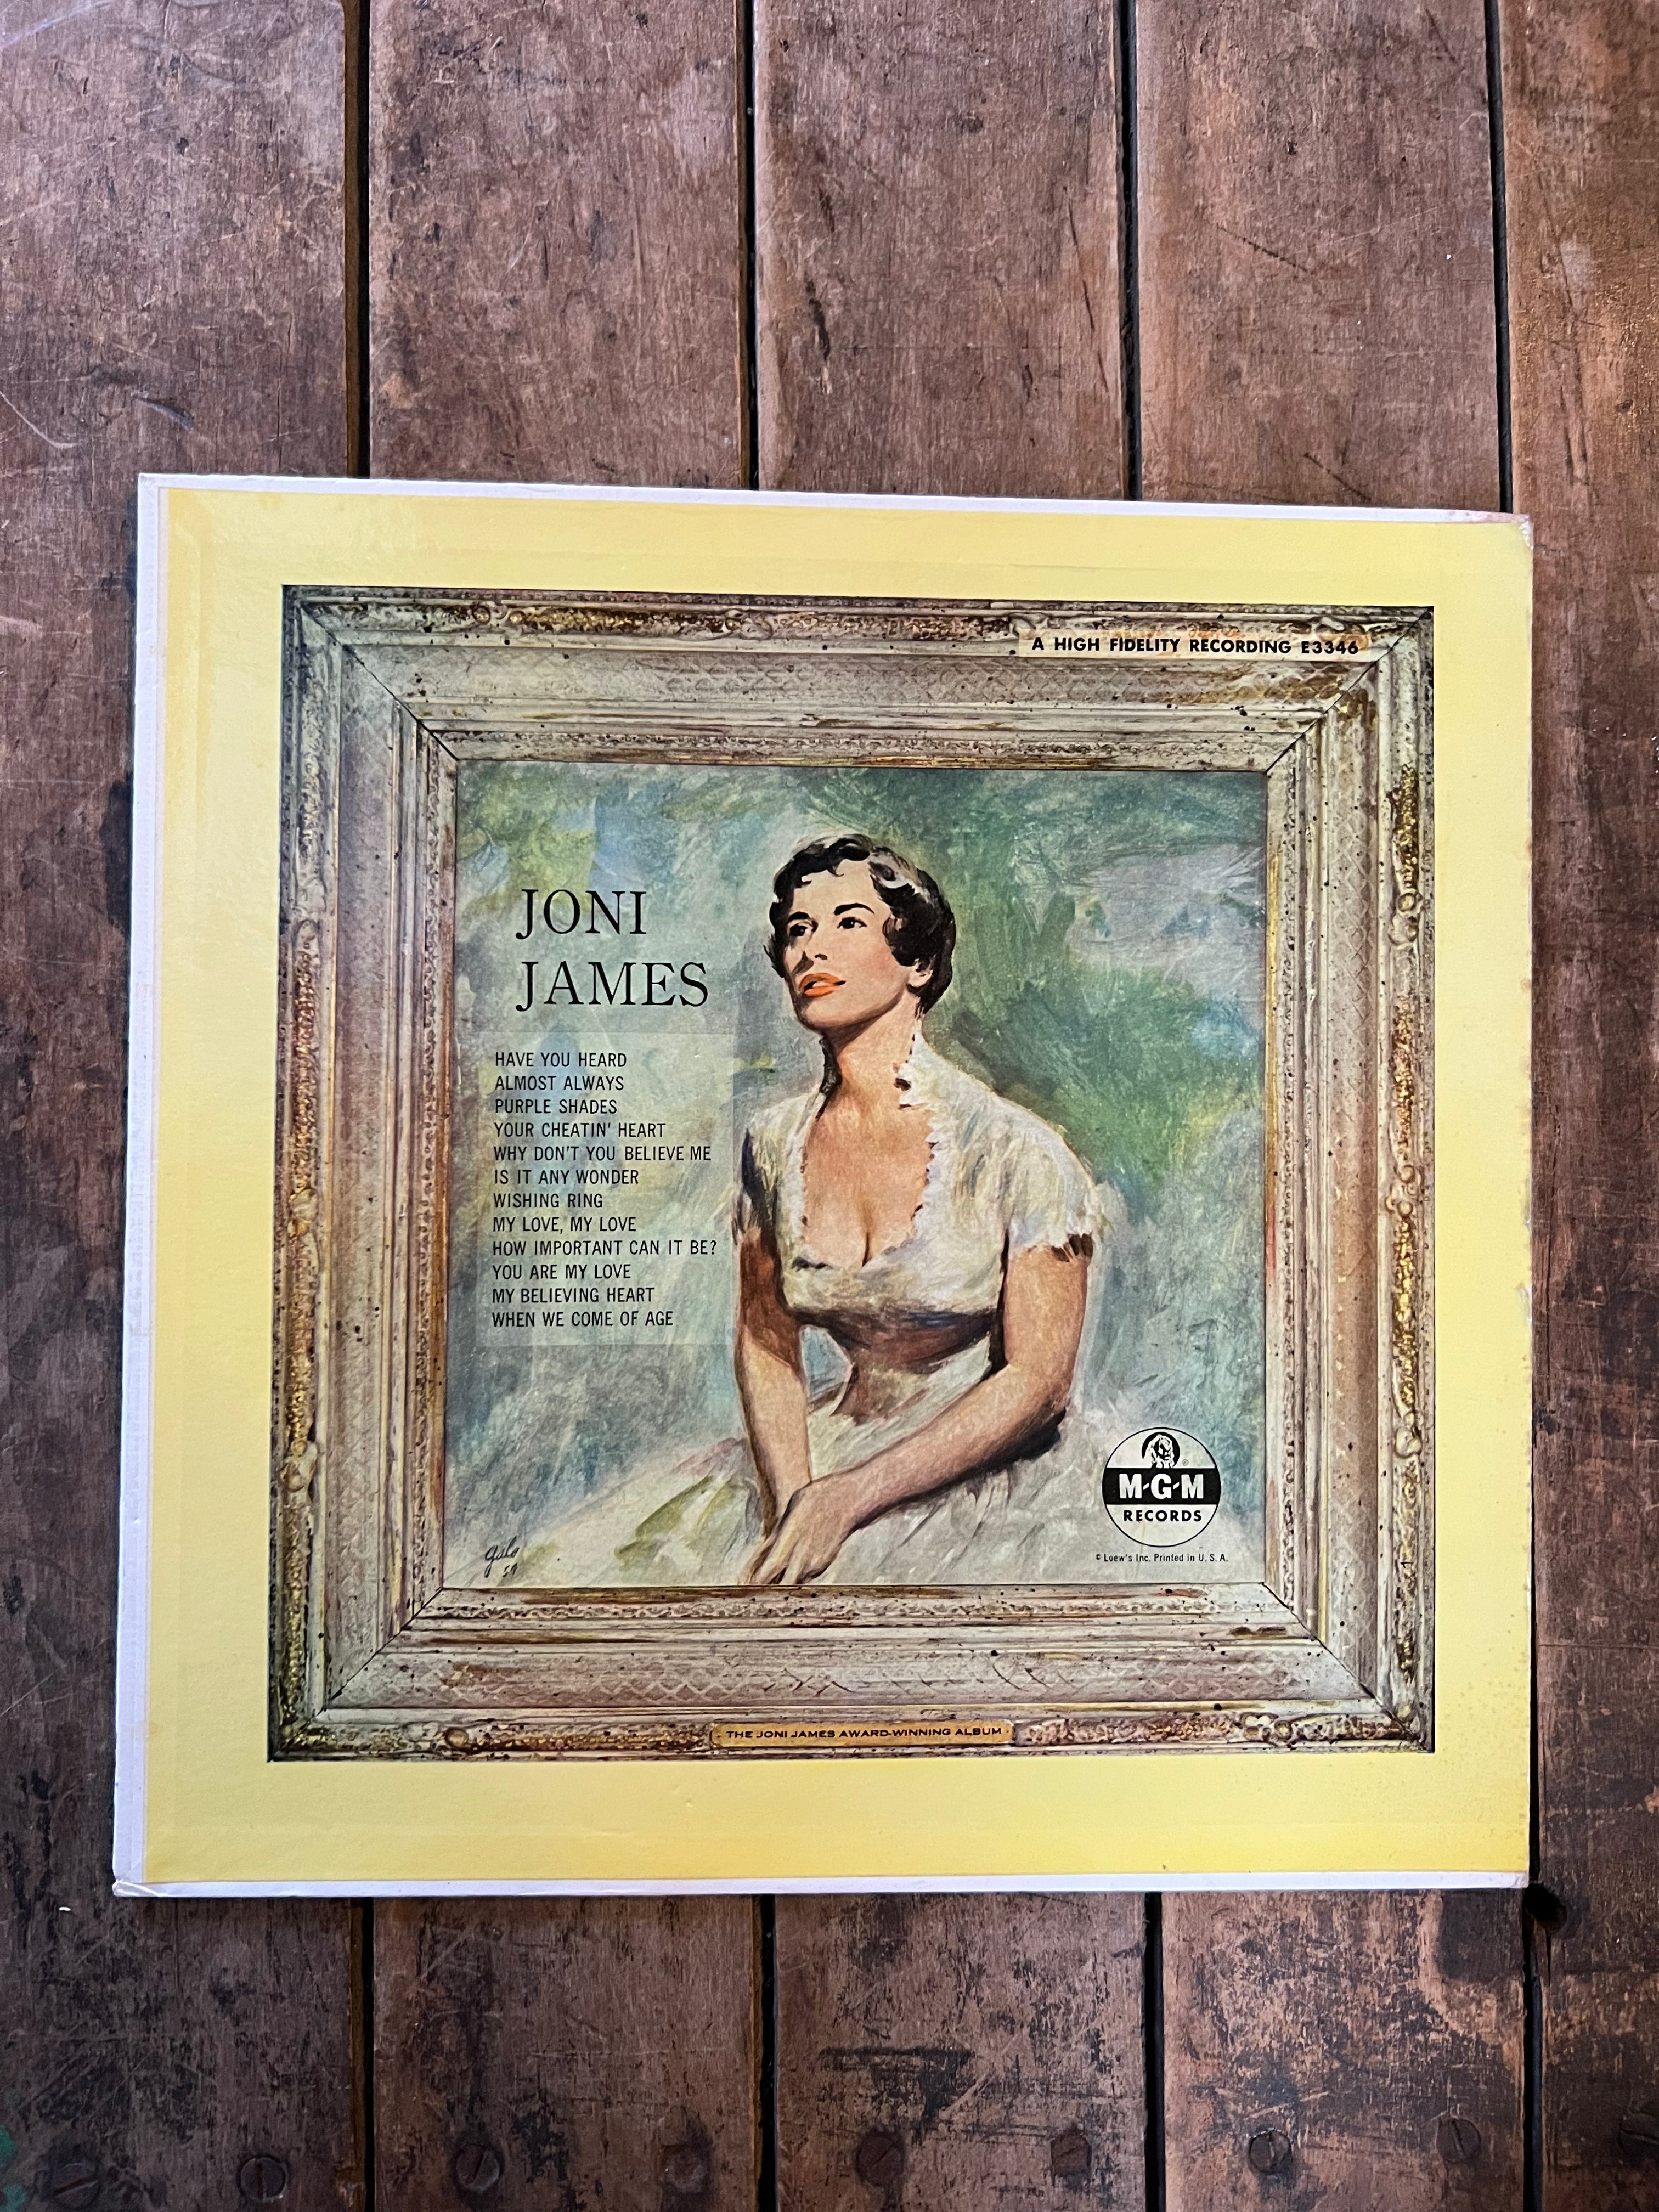 A HIGH FIDELITY RECORDING E3346
JONI
JAMES
HAVE YOU HEARD
ALMOST ALWAYS
PURPLE SHADES
YOUR CHEATIN' HEART
WHY DON'T YOU BELIEVE ME
IS IT ANY WONDER
WISHING RING
MY LOVE, MY LOVE
HOW IMPORTANT CAN IT BE?
YOU ARE MY LOVE
MY BELIEVING HEART
WHEN WE COME OF AGE
M-G-M
RECORDS
© Loew's Inc. Printed in U. S. A.
THE JONI JAMES AWARD-WINNING ALBUM